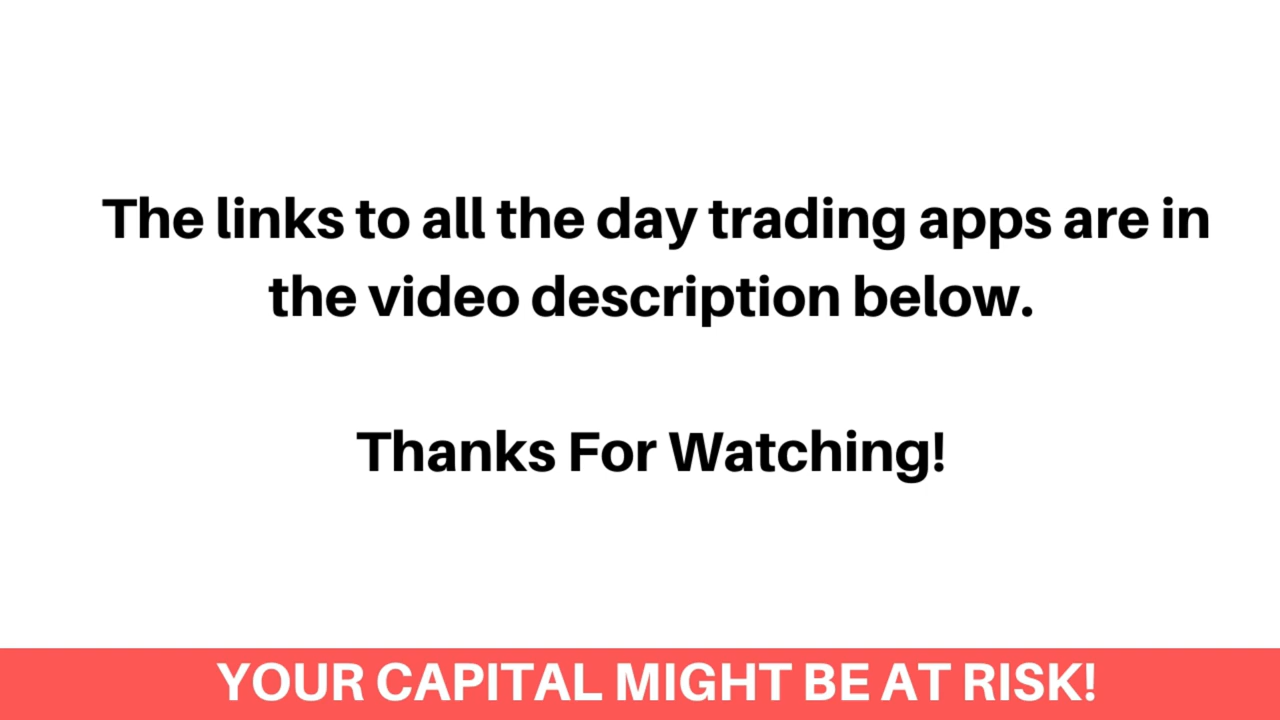 The links to all the day trading apps are in
the video description below.
Thanks For Watching!
YOUR CAPITAL MIGHT BE AT RISK!